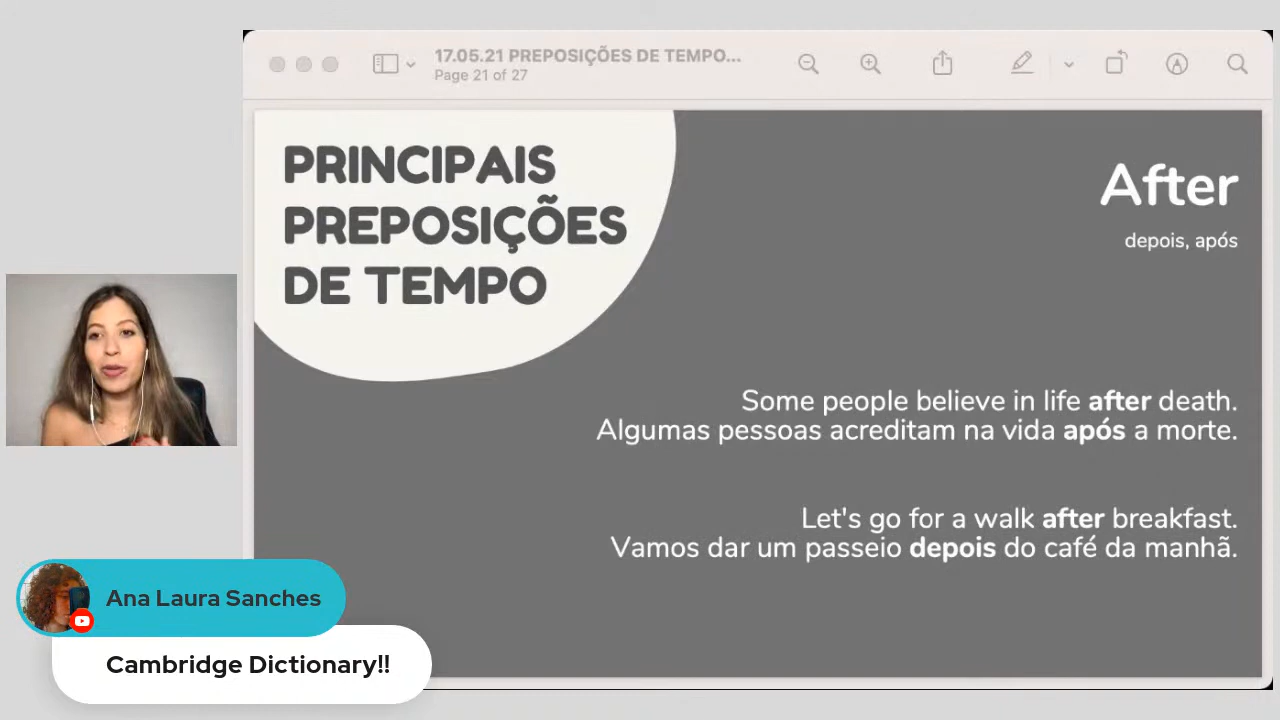 17.05.21 PREPOSIÇÕES DE TEMPO...
Page 21 of 27
PRINCIPAIS
PREPOSIÇÕES
DE TEMPO
After
depois, após
Some people believe in life after death.
Algumas pessoas acreditam na vida após a morte.
Let's go for a walk after breakfast.
Vamos dar um passeio depois do café da manhã.
Ana Laura Sanches
Cambridge Dictionary!!